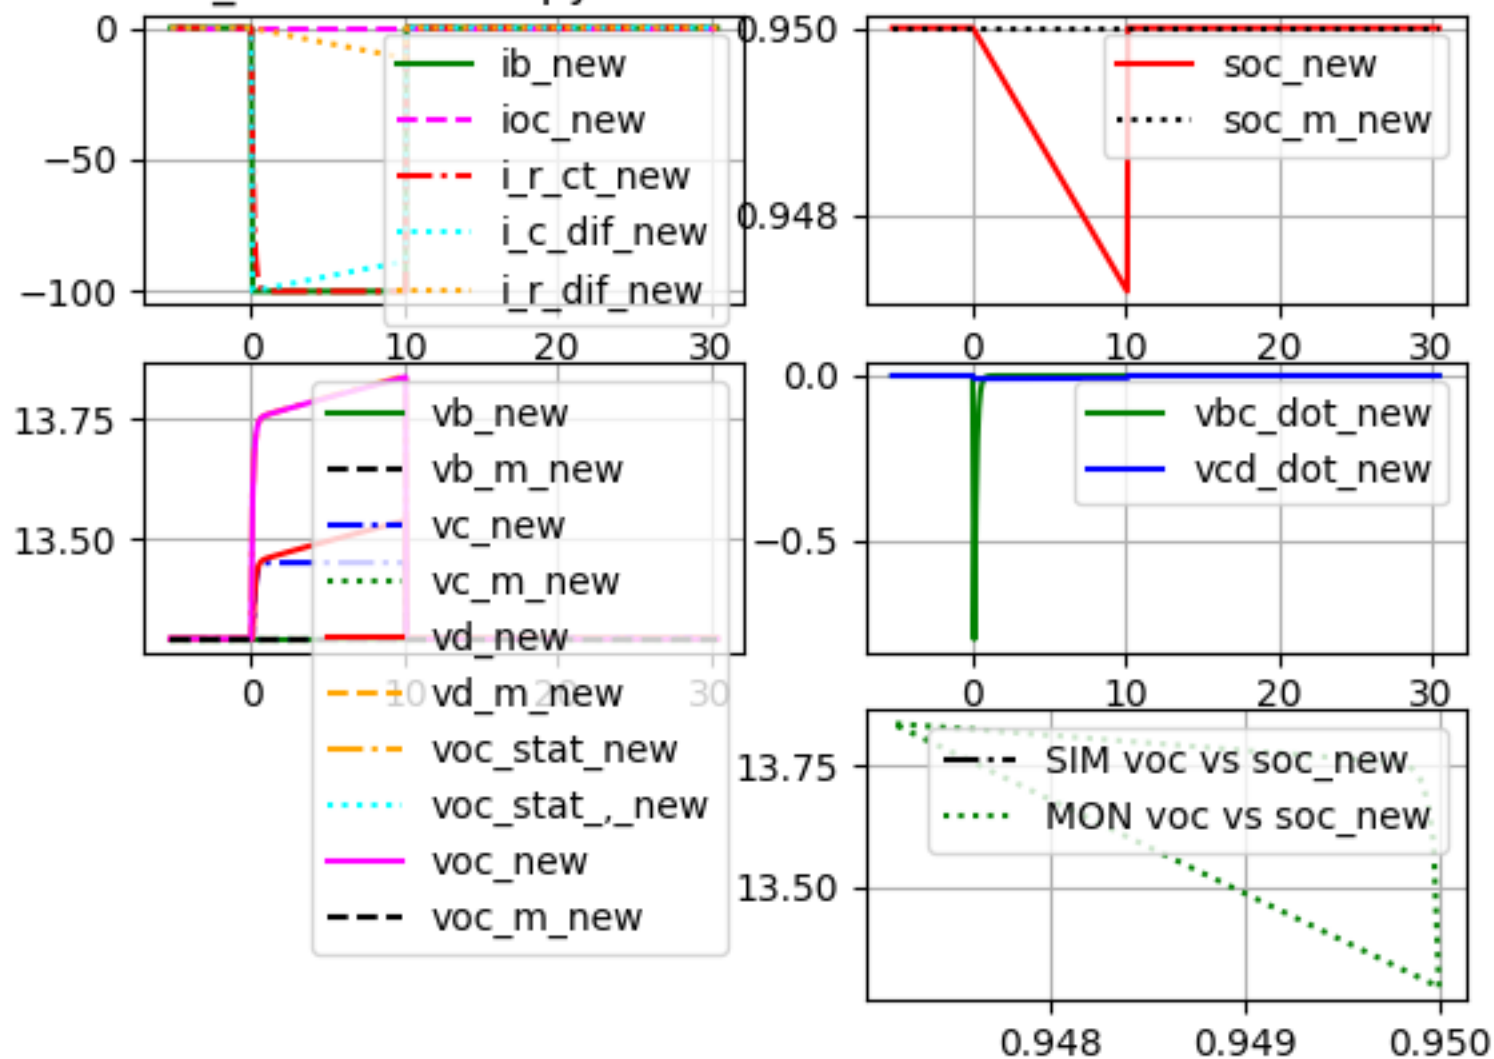 0
−50
−100
ib_new
ioc_new
i_r_ct_new
i_c_dif_new
i_r_dif_new
0 10 20 30
0.950
0.948
soc_new
soc_m_new
0 10 20 30
13.75
13.50
vb_new
vb_m_new
vc_new
vc_m_new
vd_new
vd_m_new
voc_stat_new
voc_stat_,_new
voc_new
voc_m_new
0 10 20 30
0.0
−0.5
vbc_dot_new
vcd_dot_new
0 10 20 30
13.75
13.50
SIM voc vs soc_new
MON voc vs soc_new
0.948 0.949 0.950